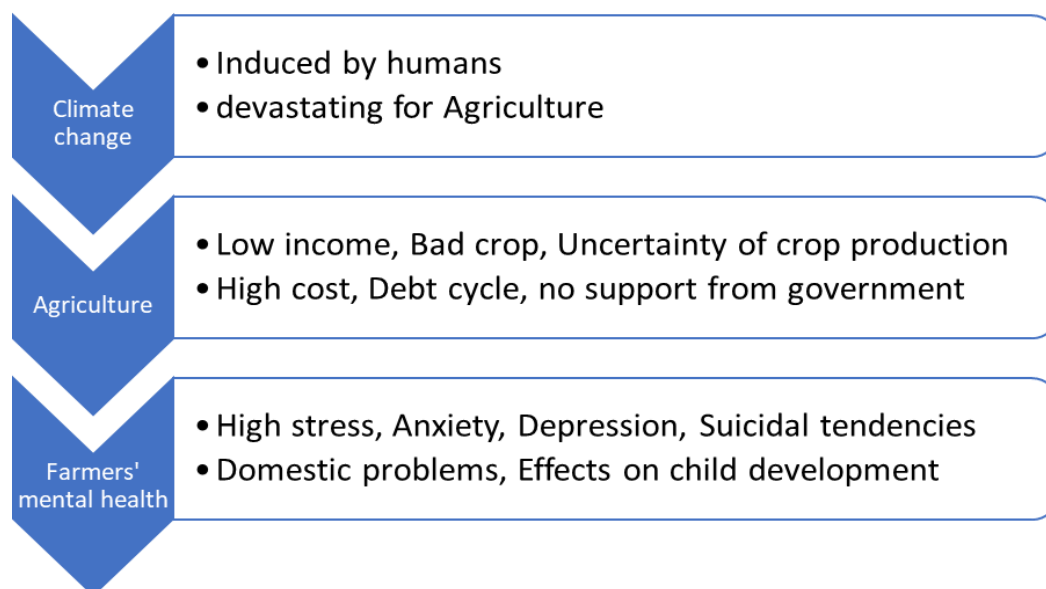 Climate
change
• Induced by humans
• devastating for Agriculture
Agriculture
• Low income, Bad crop, Uncertainty of crop production
• High cost, Debt cycle, no support from government
Farmers'
mental health
• High stress, Anxiety, Depression, Suicidal tendencies
• Domestic problems, Effects on child development